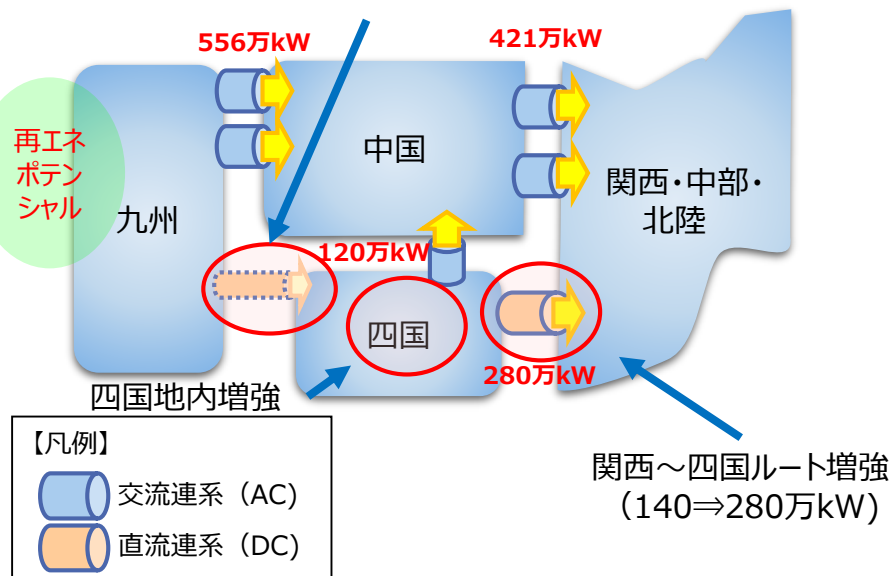 556万kW
421万kW
再エネ
ポテン
シャル
九州
中国
関西・中部・
北陸
120万kW
四国
280万kW
四国地内増強
【凡例】
交流連系（AC)
直流連系（DC)
関西～四国ルート増強
（140⇒280万kW)